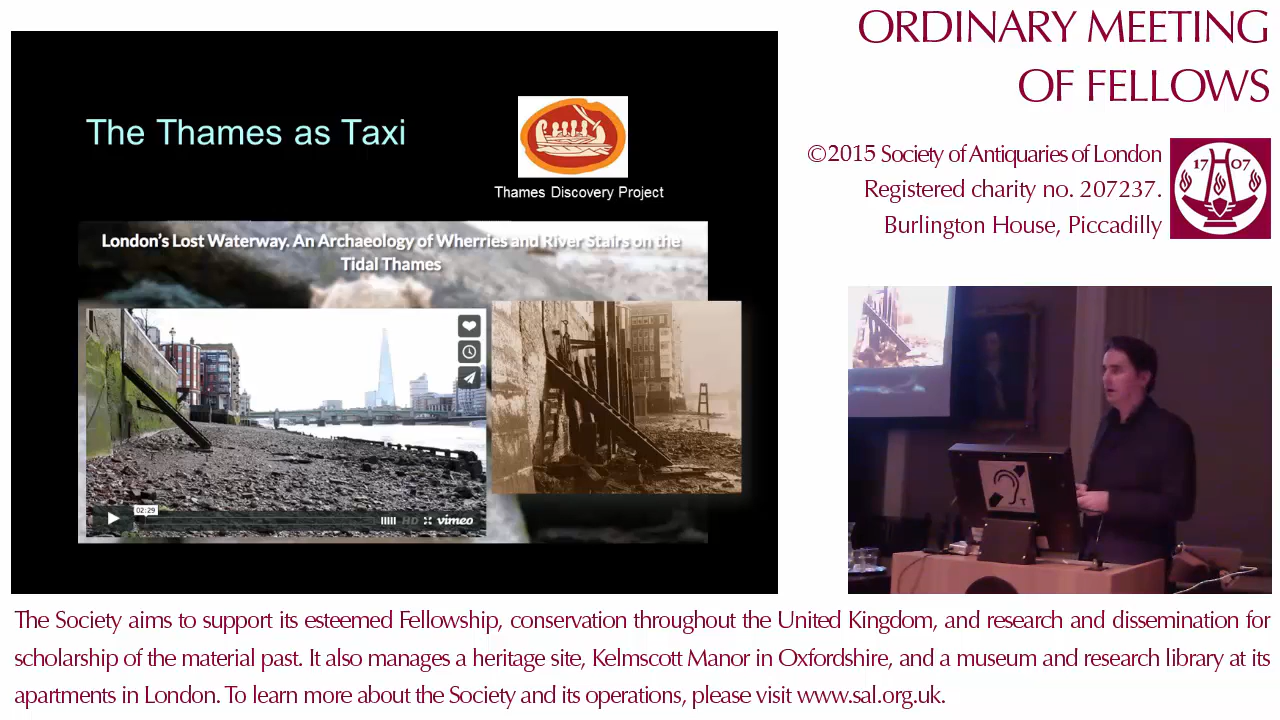 The Thames as Taxi
Thames Discovery Project
London's Lost Waterway. An Archaeology of Wherries and River Stairs on the
Tidal Thames
02:29
HD
vimeo
ORDINARY MEETING
OF FELLOWS
©2015 Society of Antiquaries of London
Registered charity no. 207237.
Burlington House, Piccadilly
17 07
T
The Society aims to support its esteemed Fellowship, conservation throughout the United Kingdom, and research and dissemination for
scholarship of the material past. It also manages a heritage site, Kelmscott Manor in Oxfordshire, and a museum and research library at its
apartments in London. To learn more about the Society and its operations, please visit www.sal.org.uk.